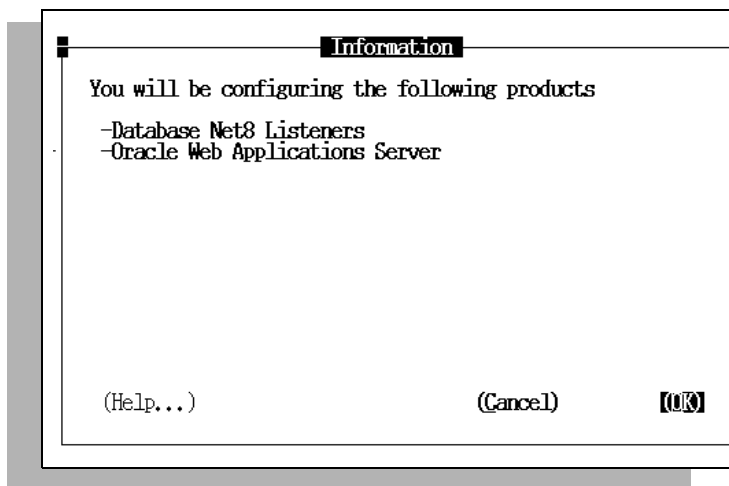 Information
You will be configuring the following products
-Database Net8 Listeners
-Oracle Web Applications Server
(Help...) (Cancel) (OK)